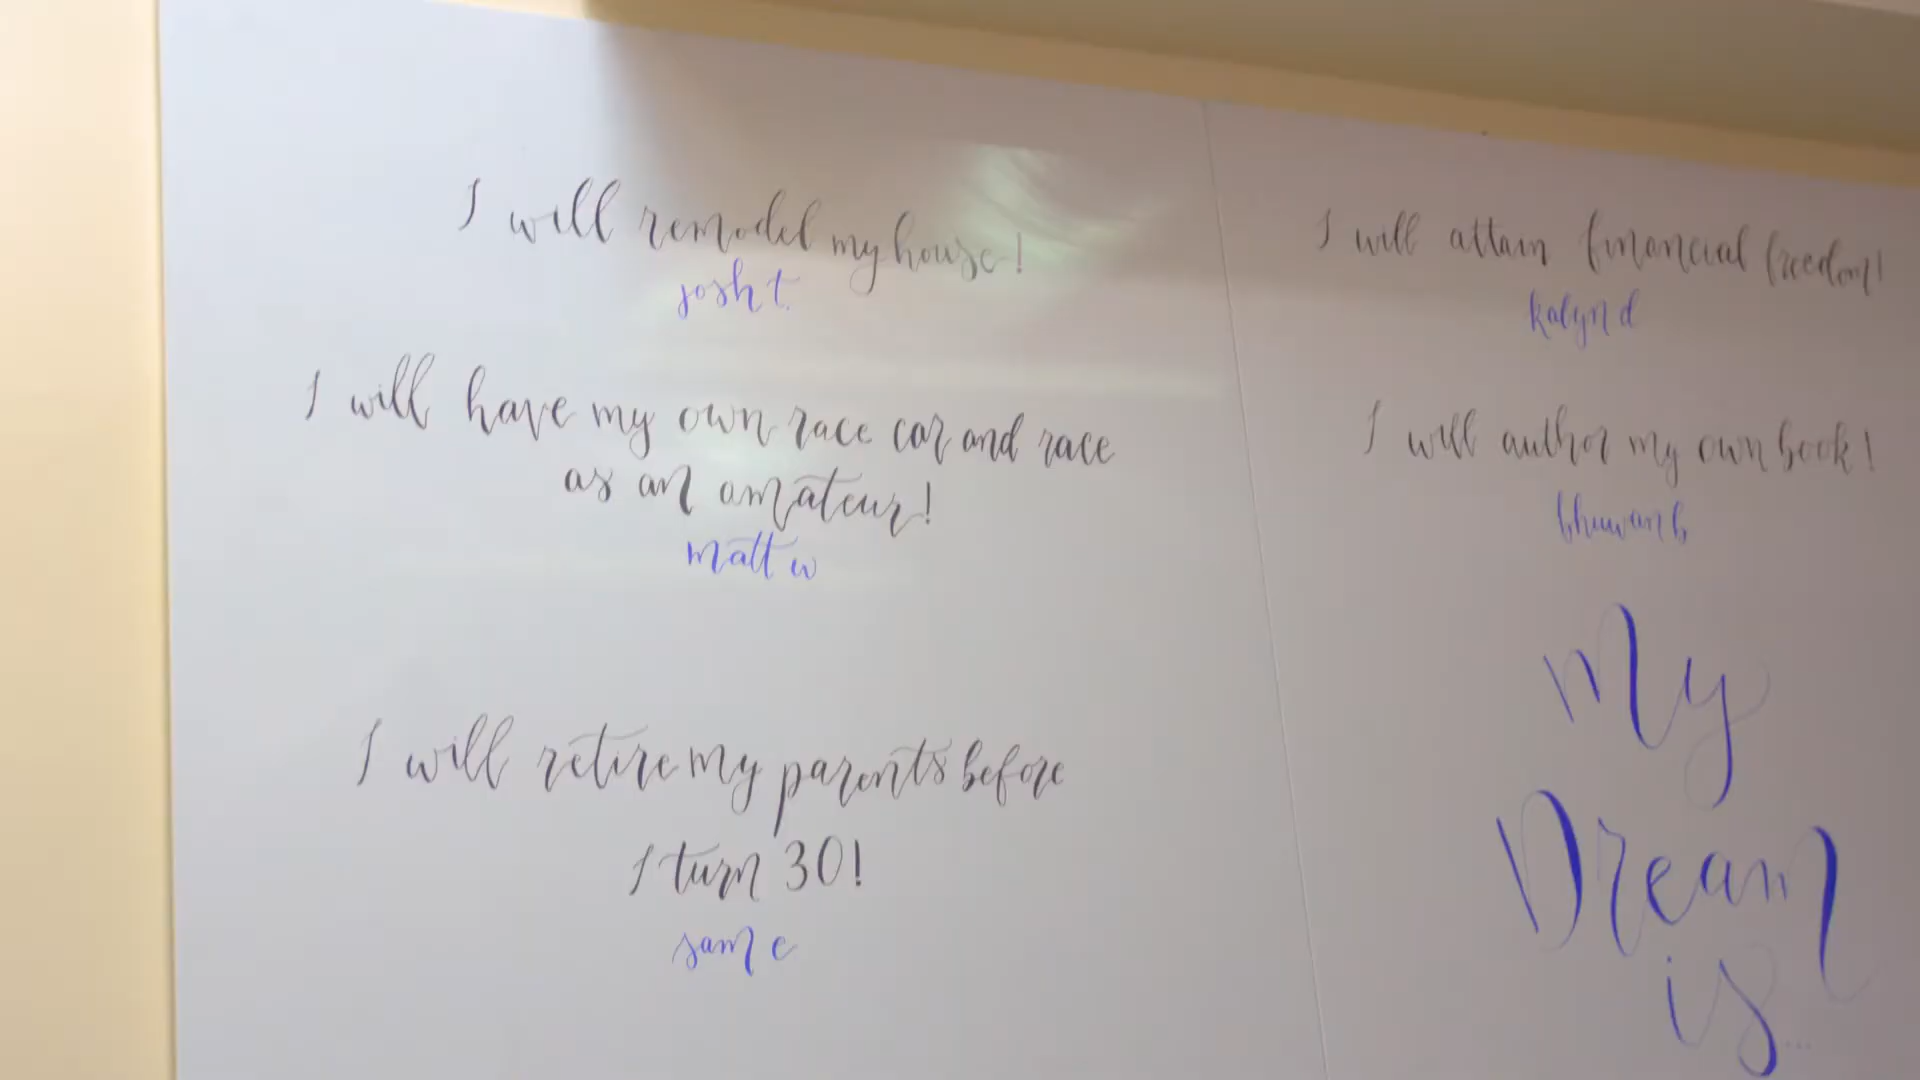 I will remodel my house!
josh t.
I will have my own race car and race
as an amateur!
matt w
I will retire my parents before
I turn 30!
sam e
I will attain financial freedom!
kalyn d
I will author my own book!
bhuwan b
My
Dream
is...